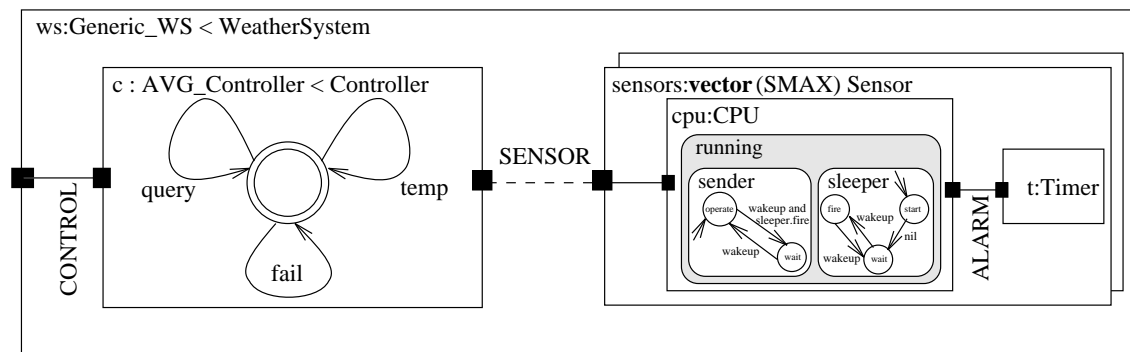 ws:Generic_WS < WeatherSystem
c : AVG_Controller < Controller
query
temp
fail
CONTROL
SENSOR
sensors:vector (SMAX) Sensor
cpu:CPU
running
sender
operate
wakeup and
sleeper.fire
wakeup
wait
sleeper
fire
start
wakeup
nil
wakeup
wait
ALARM
t:Timer